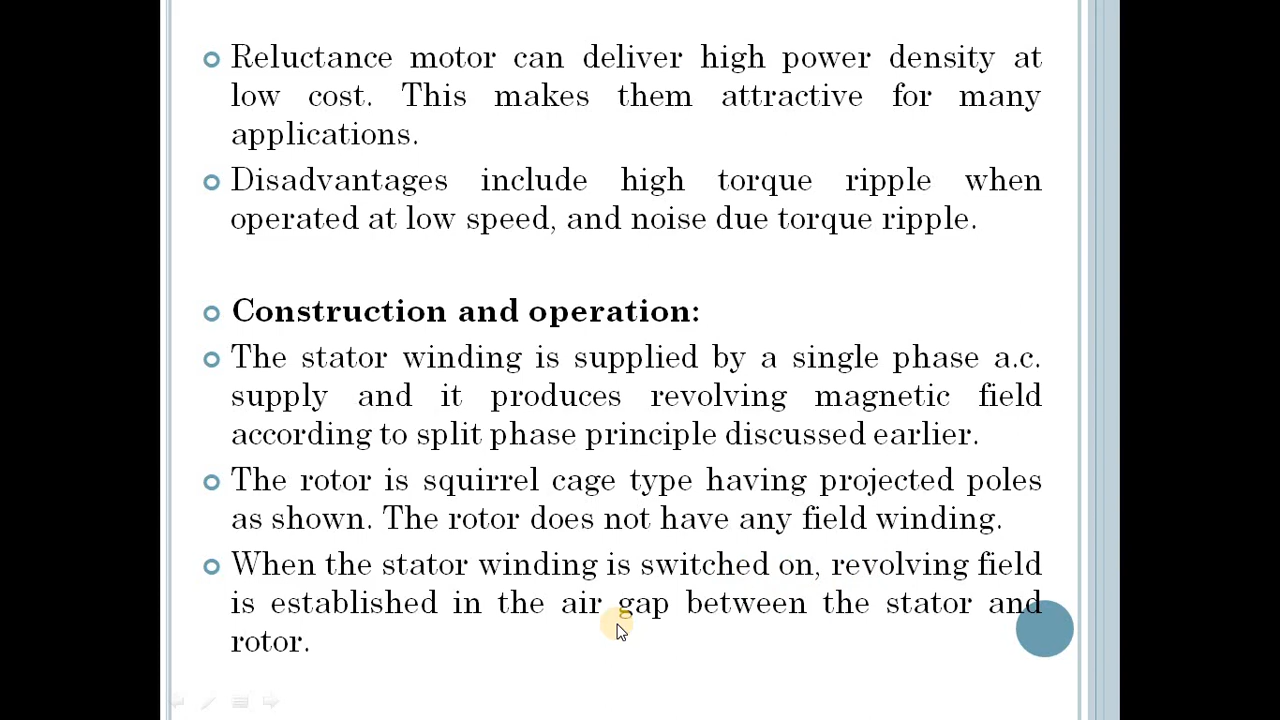 Reluctance motor can deliver high power density at
low cost. This makes them attractive for many
applications.
Disadvantages include high torque ripple when
operated at low speed, and noise due torque ripple.
Construction and operation:
The stator winding is supplied by a single phase a.c.
supply and it produces revolving magnetic field
according to split phase principle discussed earlier.
The rotor is squirrel cage type having projected poles
as shown. The rotor does not have any field winding.
When the stator winding is switched on, revolving field
is established in the air gap between the stator and
rotor.